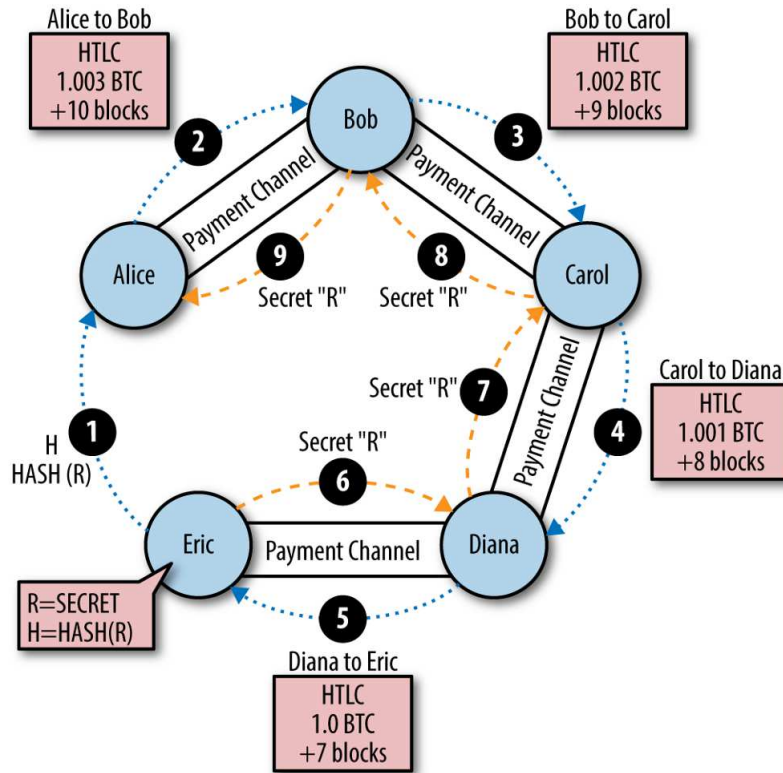 Alice to Bob
HTLC
1.003 BTC
+10 blocks
Bob to Carol
HTLC
1.002 BTC
+9 blocks
2
Bob
3
Payment Channel
Payment Channel
9
8
Alice
Secret "R"
Secret "R"
Carol
Carol to Diana
HTLC
1.001 BTC
+8 blocks
Secret "R"
7
Payment Channel
4
1
H
HASH (R)
Secret "R"
6
Eric
Payment Channel
Diana
R=SECRET
H=HASH(R)
5
Diana to Eric
HTLC
1.0 BTC
+7 blocks